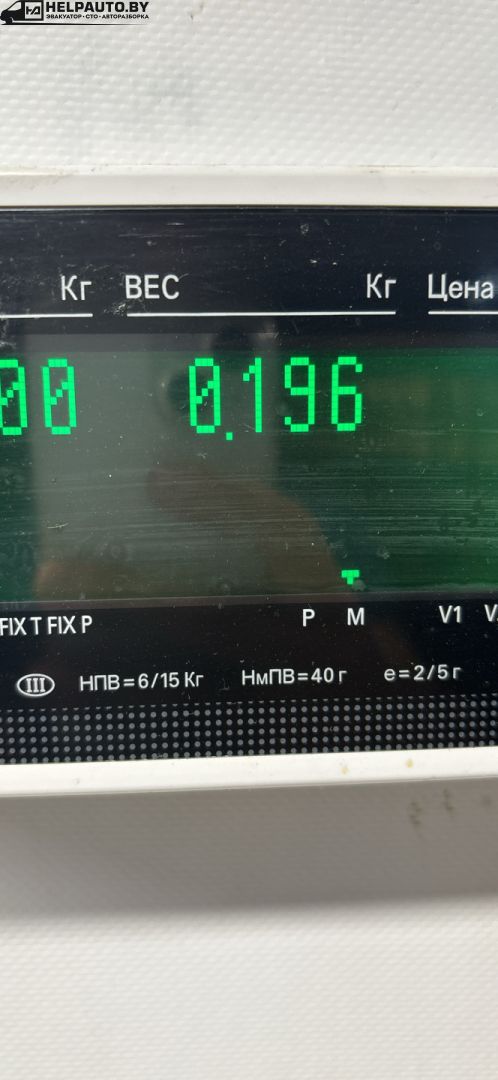 HELPAUTO.BY
ЭВАКУАТОР • СТО • АВТОРАЗБОРКА
Кг ВЕС Кг Цена
00 0.196
FIX T FIX P P M V1
III НПВ=6/15 Кг НмПВ=40 г e=2/5 г